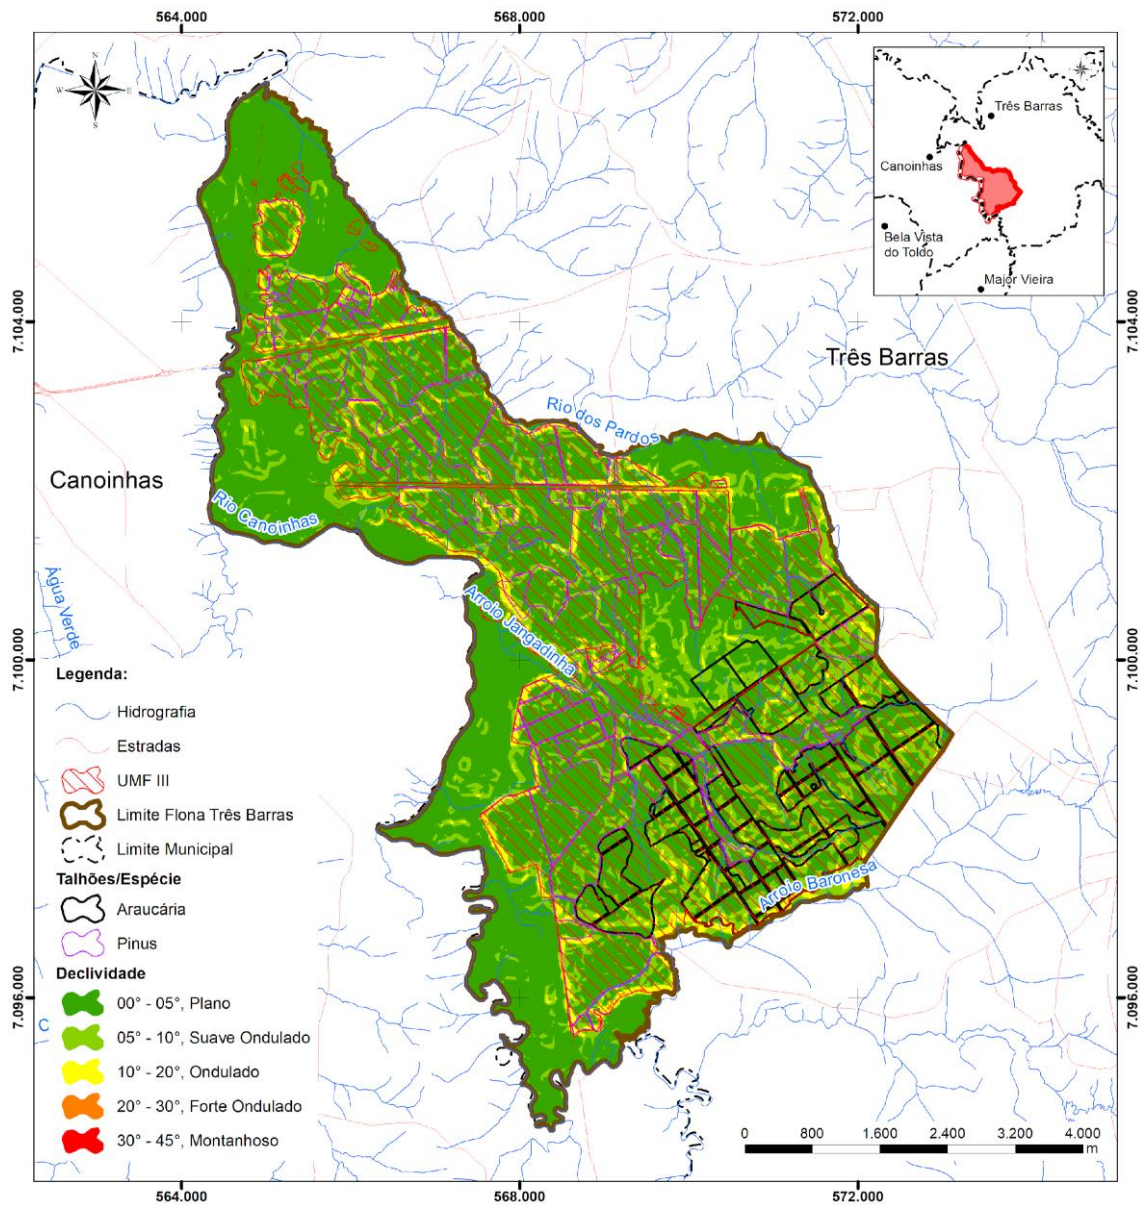 564.000
568.000
572.000
N
W
E
S
Três Barras
Canoinhas
Bela Vista
do Toldo
Major Vieira
7.104.000
7.104.000
Três Barras
Rio dos Pardos
Canoinhas
Rio Canoinhas
Água Verde
Arroio Jangadinha
7.100.000
7.100.000
Legenda:
Hidrografia
Estradas
UMF III
Limite Flona Três Barras
Limite Municipal
Talhões/Espécie
Araucária
Pinus
Arroio Baronesa
Declividade
7.096.000
7.096.000
00° - 05°, Plano
C
05° - 10°, Suave Ondulado
10° - 20°, Ondulado
20° - 30°, Forte Ondulado
30° - 45°, Montanhoso
0 800 1.600 2.400 3.200 4.000
m
564.000
568.000
572.000